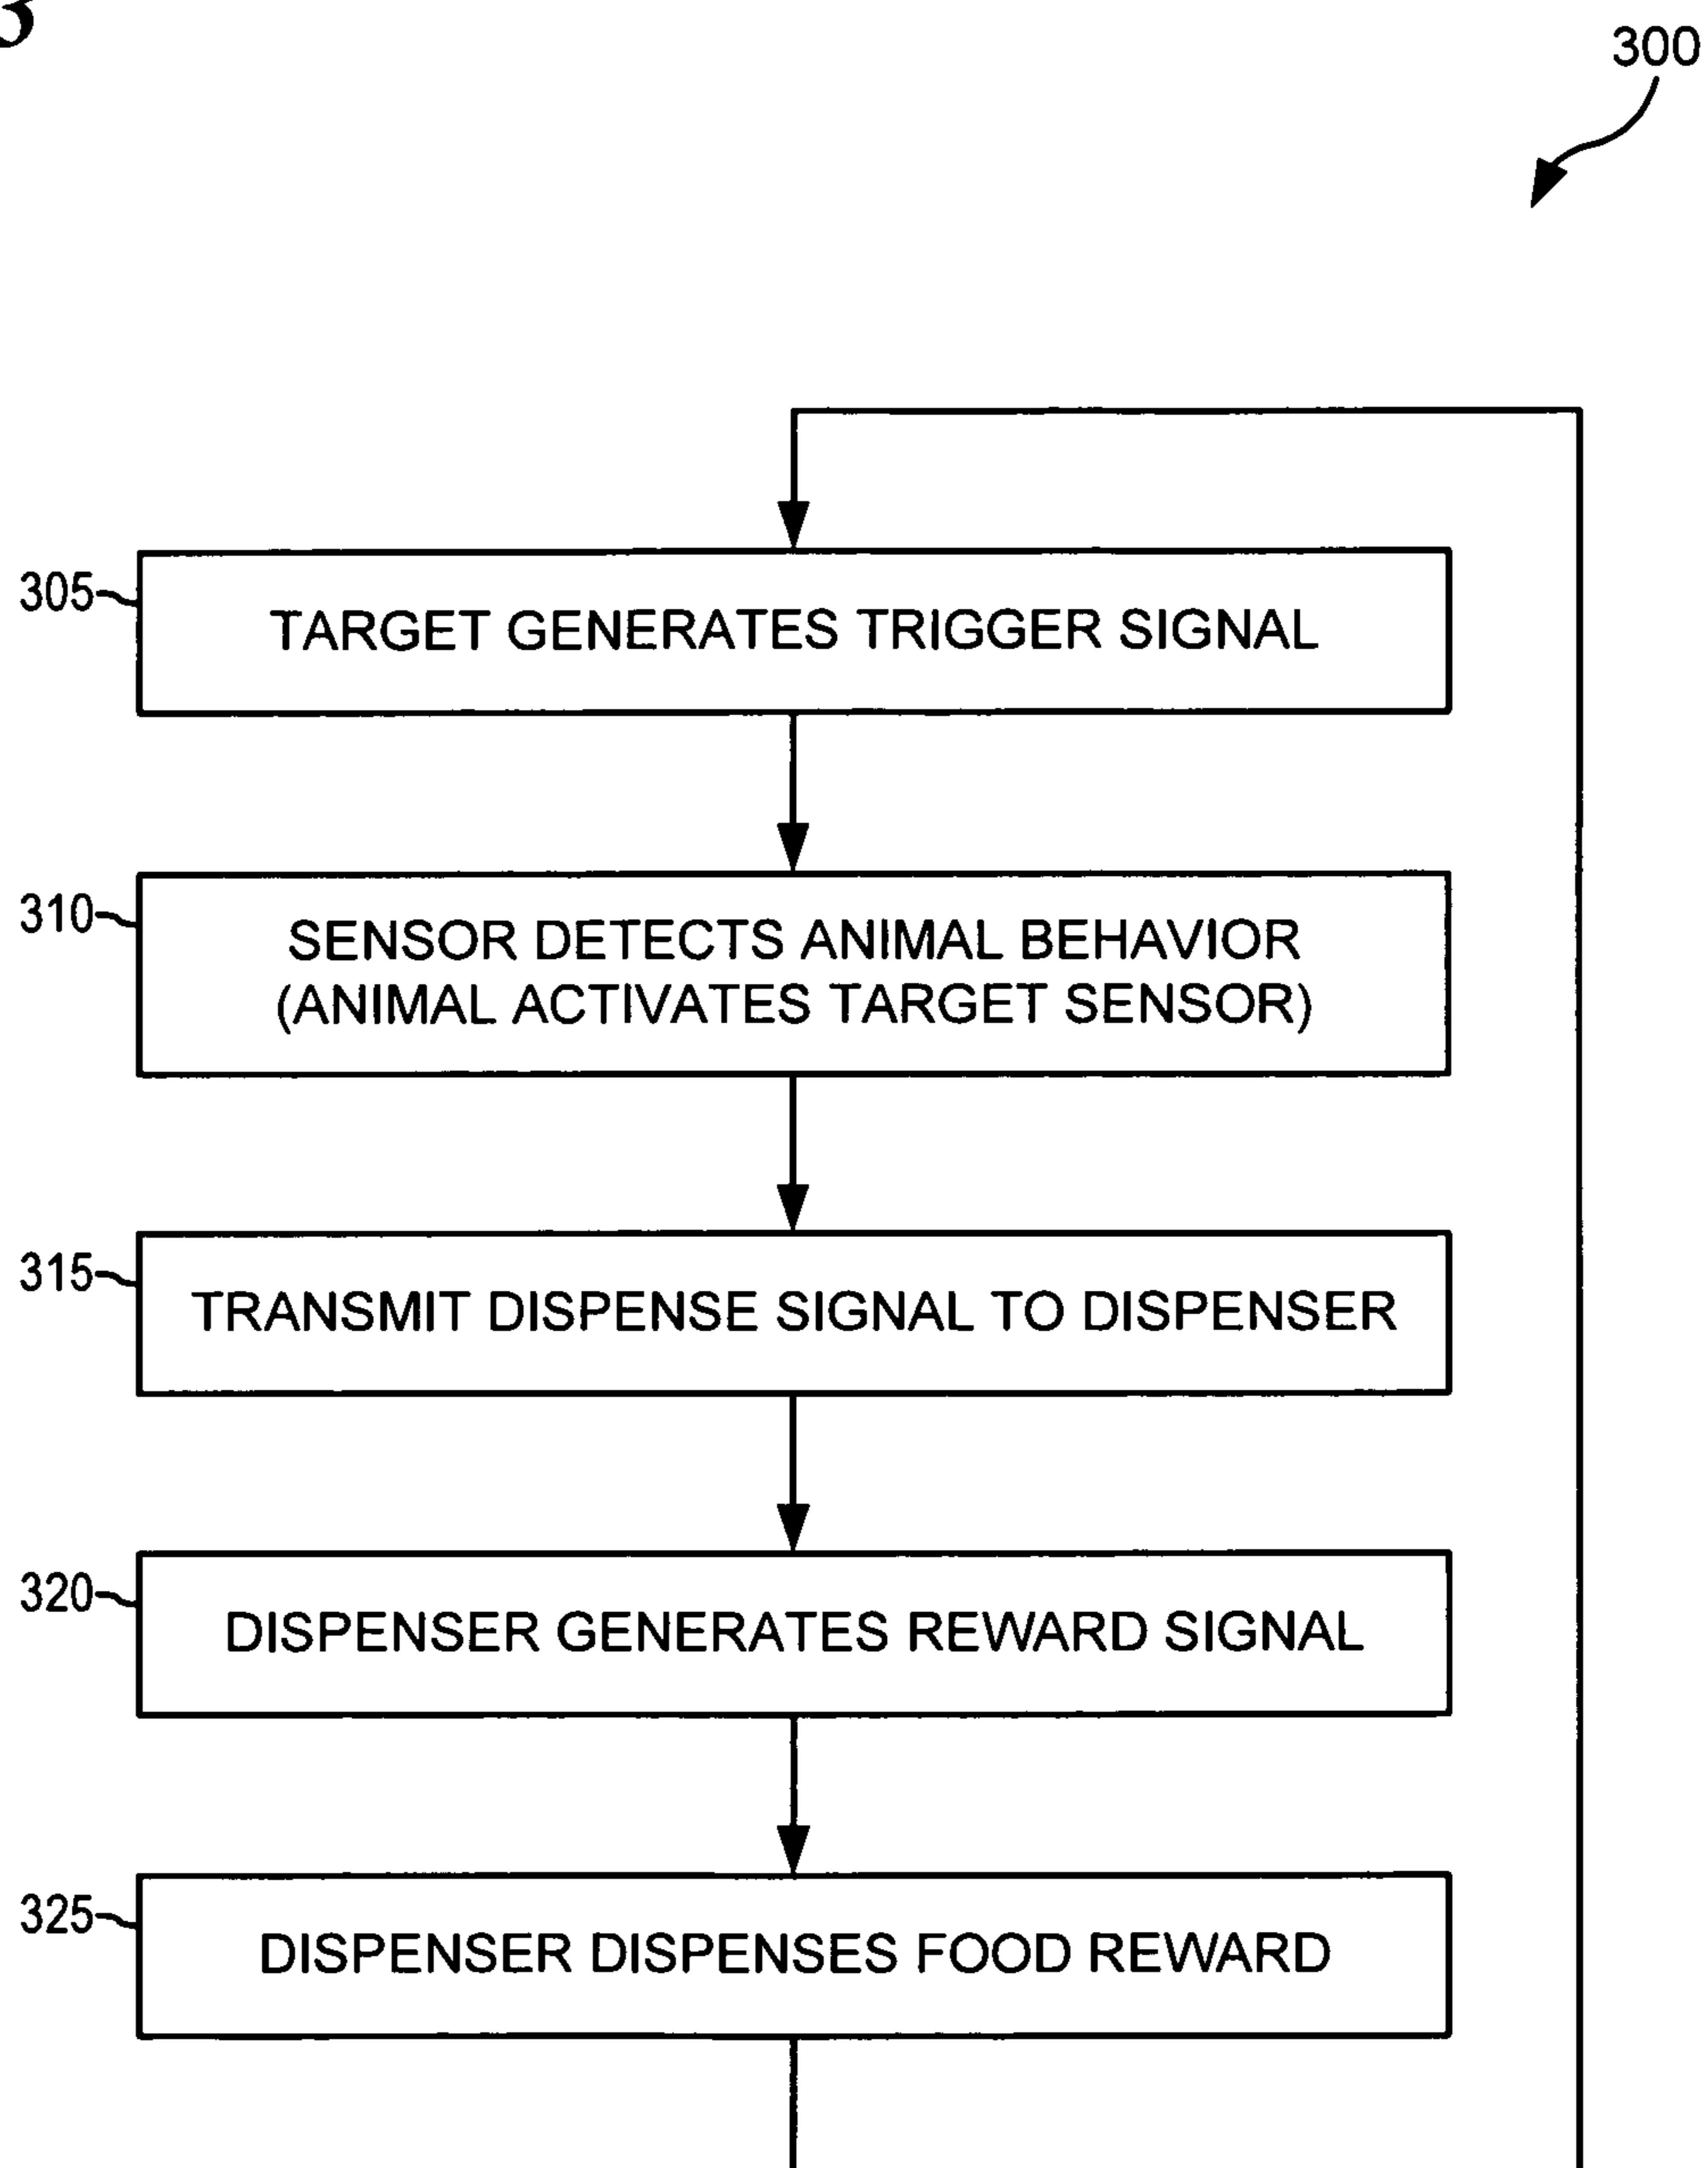 3
300
305
TARGET GENERATES TRIGGER SIGNAL
310
SENSOR DETECTS ANIMAL BEHAVIOR
(ANIMAL ACTIVATES TARGET SENSOR)
315
TRANSMIT DISPENSE SIGNAL TO DISPENSER
320
DISPENSER GENERATES REWARD SIGNAL
325
DISPENSER DISPENSES FOOD REWARD